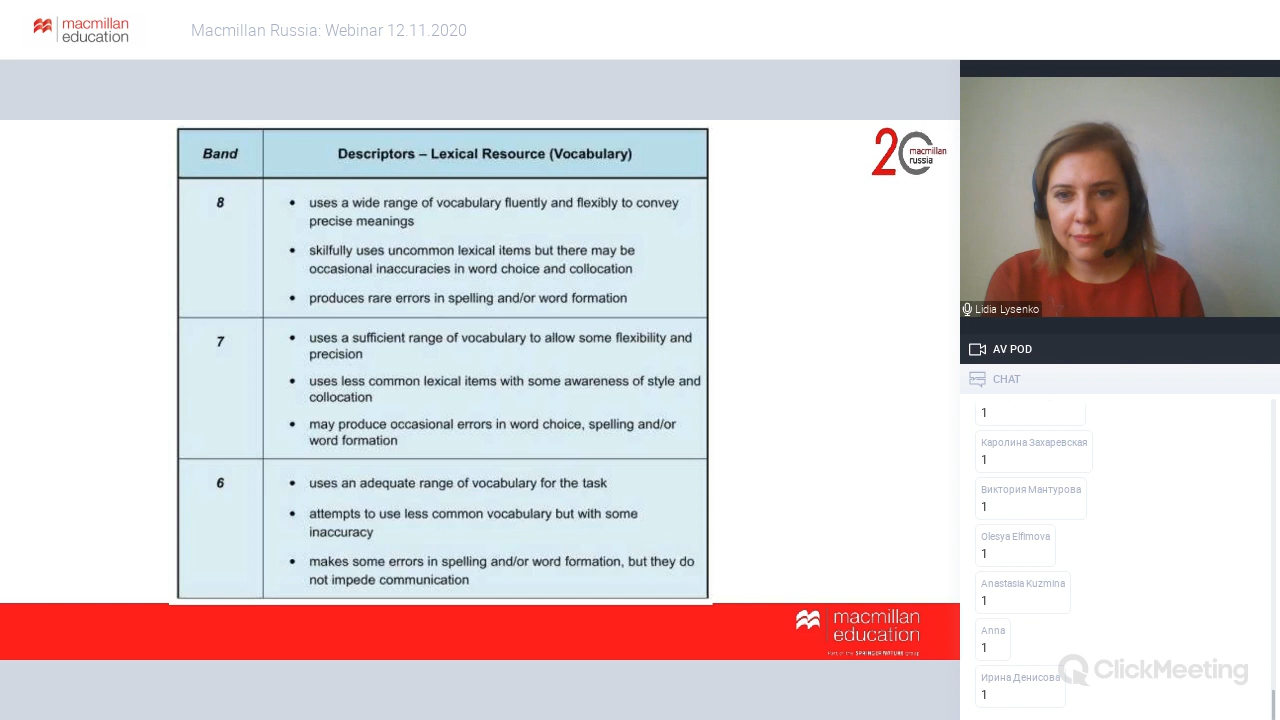 macmillan
education
Macmillan Russia: Webinar 12.11.2020
Band
Descriptors – Lexical Resource (Vocabulary)
8
• uses a wide range of vocabulary fluently and flexibly to convey
precise meanings
• skilfully uses uncommon lexical items but there may be
occasional inaccuracies in word choice and collocation
• produces rare errors in spelling and/or word formation
7
• uses a sufficient range of vocabulary to allow some flexibility and
precision
• uses less common lexical items with some awareness of style and
collocation
• may produce occasional errors in word choice, spelling and/or
word formation
6
• uses an adequate range of vocabulary for the task
• attempts to use less common vocabulary but with some
inaccuracy
• makes some errors in spelling and/or word formation, but they do
not impede communication
20
macmillan
russia
macmillan
education
PART OF SPRINGER NATURE Group
Lidia Lysenko
AV POD
CHAT
1
Каролина Захаревская
1
Виктория Мантурова
1
Olesya Elfimova
1
Anastasia Kuzmina
1
Anna
1
Ирина Денисова
1
ClickMeeting